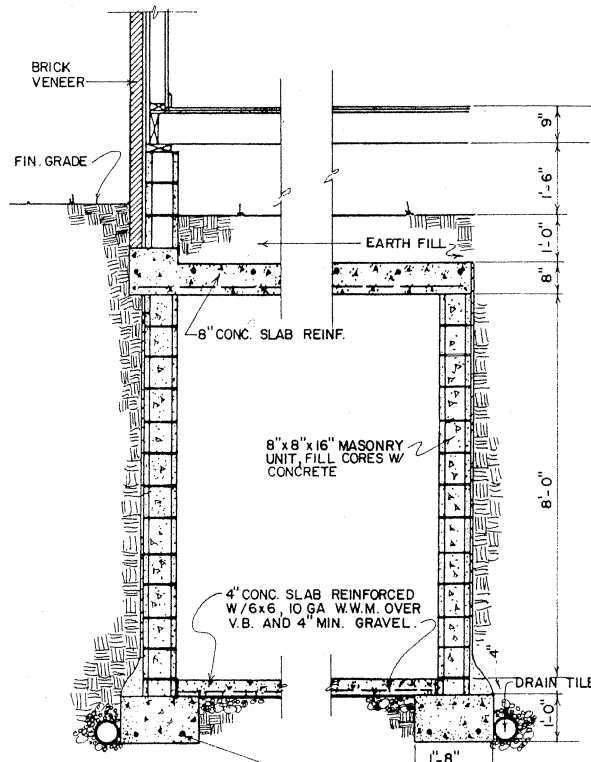 BRICK
VENEER
9"
FIN. GRADE
1'-6"
EARTH FILL
1'-0"
8"
8" CONC. SLAB REINF.
8"x8"x16" MASONRY
UNIT, FILL CORES W/
CONCRETE
8'-0"
4" CONC. SLAB REINFORCED
W/6x6, 10 GA W.W.M. OVER
V.B. AND 4" MIN. GRAVEL.
4"
DRAIN TILE
1'-0"
1'-8"